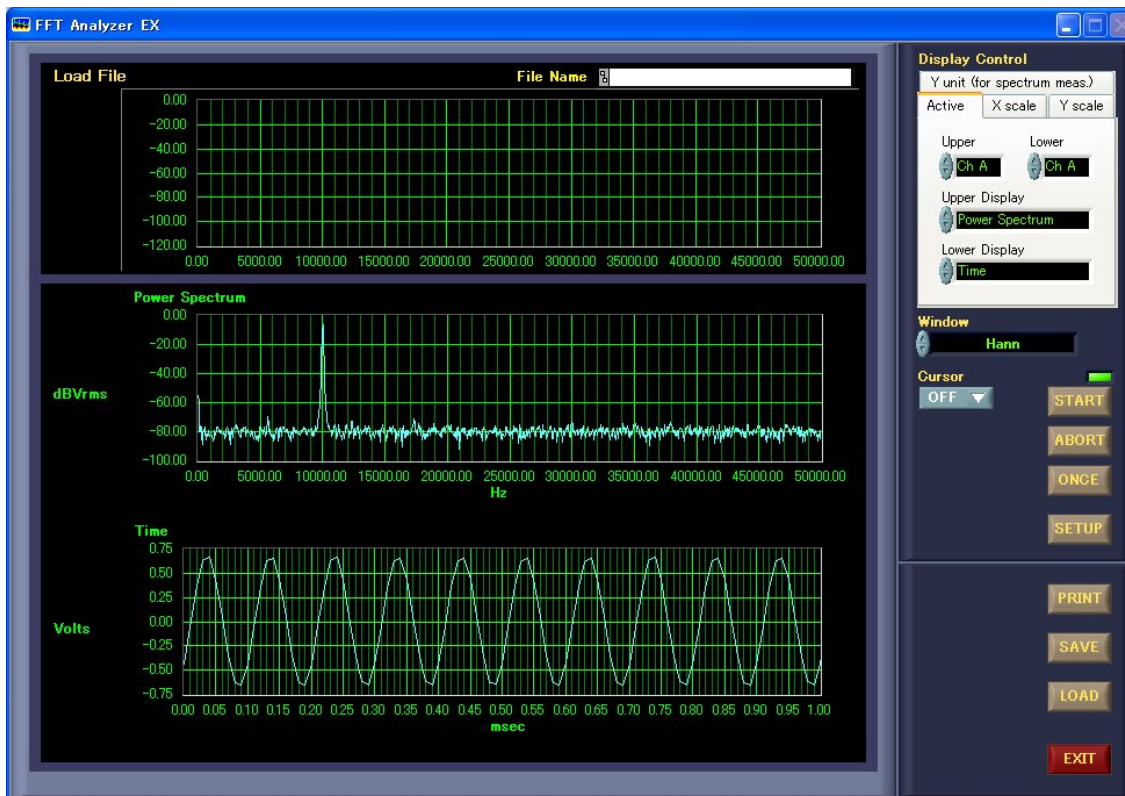 FFT Analyzer EX
Load File
File Name
0.00
-20.00
-40.00
-60.00
-80.00
-100.00
-120.00
0.00 5000.00 10000.00 15000.00 20000.00 25000.00 30000.00 35000.00 40000.00 45000.00 50000.00
Power Spectrum
0.00
-20.00
-40.00
dBVrms
-60.00
-80.00
-100.00
0.00 5000.00 10000.00 15000.00 20000.00 25000.00 30000.00 35000.00 40000.00 45000.00 50000.00
Hz
Time
0.75
0.50
0.25
0.00
Volts
-0.25
-0.50
-0.75
0.00 0.05 0.10 0.15 0.20 0.25 0.30 0.35 0.40 0.45 0.50 0.55 0.60 0.65 0.70 0.75 0.80 0.85 0.90 0.95 1.00
msec
Display Control
Y unit (for spectrum meas.)
Active X scale Y scale
Upper Lower
Ch A Ch A
Upper Display
Power Spectrum
Lower Display
Time
Window
Hann
Cursor
OFF
START
ABORT
ONCE
SETUP
PRINT
SAVE
LOAD
EXIT